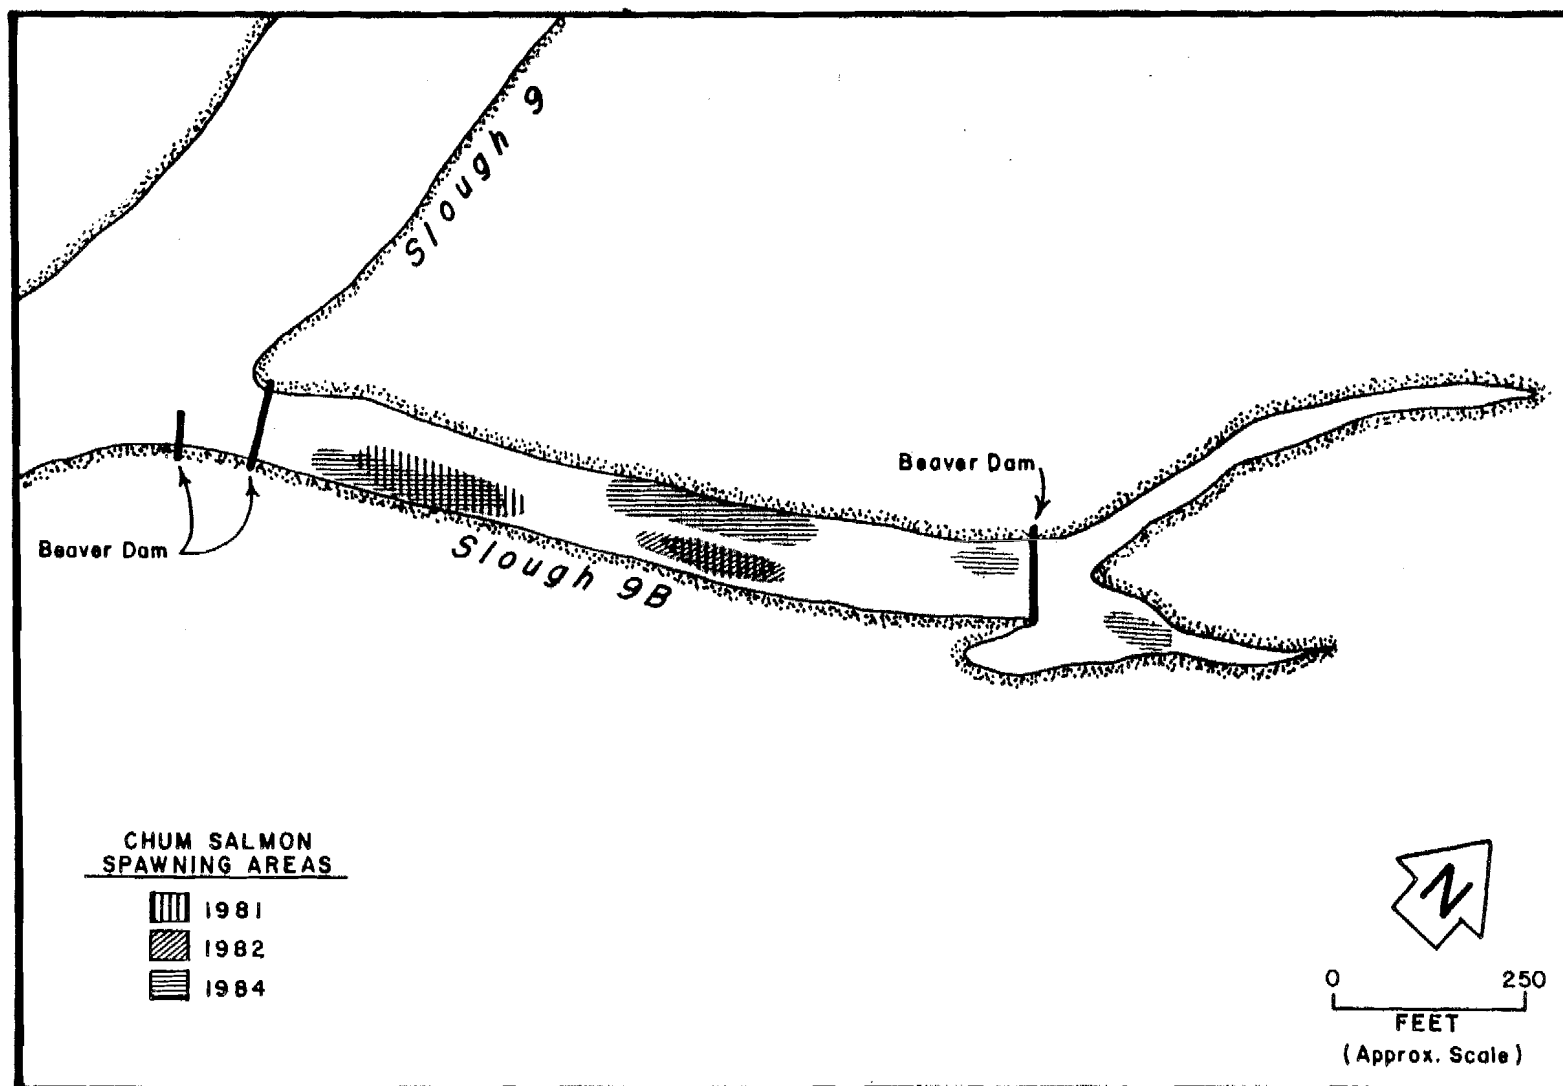 Slough 9
Beaver Dam
Beaver Dam
Slough 9B
CHUM SALMON
SPAWNING AREAS
1981
1982
1984
N
0 250
FEET
(Approx. Scale)